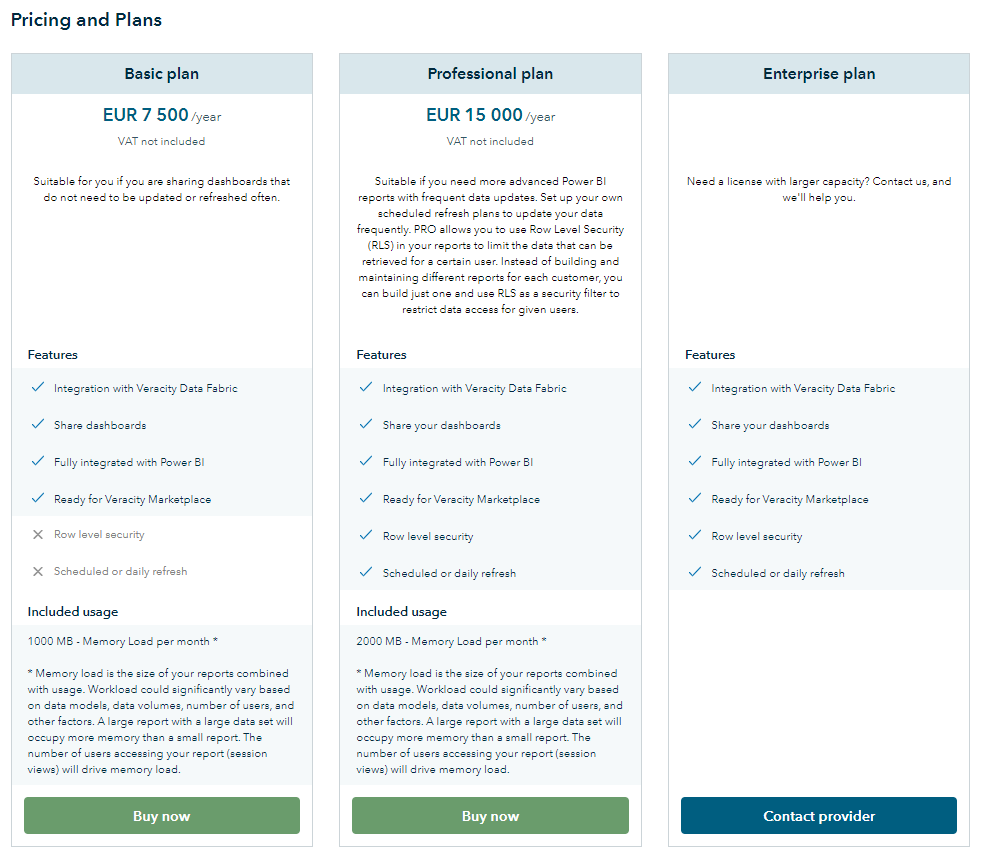 Pricing and Plans
Basic plan
EUR 7 500 /year
VAT not included
Suitable for you if you are sharing dashboards that
do not need to be updated or refreshed often.
Features
Integration with Veracity Data Fabric
Share dashboards
Fully integrated with Power BI
Ready for Veracity Marketplace
Row level security
Scheduled or daily refresh
Included usage
1000 MB - Memory Load per month *
* Memory load is the size of your reports combined
with usage. Workload could significantly vary based
on data models, data volumes, number of users, and
other factors. A large report with a large data set will
occupy more memory than a small report. The
number of users accessing your report (session
views) will drive memory load.
Buy now
Professional plan
EUR 15 000 /year
VAT not included
Suitable if you need more advanced Power BI
reports with frequent data updates. Set up your own
scheduled refresh plans to update your data
frequently. PRO allows you to use Row Level Security
(RLS) in your reports to limit the data that can be
retrieved for a certain user. Instead of building and
maintaining different reports for each customer, you
can build just one and use RLS as a security filter to
restrict data access for given users.
Features
Integration with Veracity Data Fabric
Share your dashboards
Fully integrated with Power BI
Ready for Veracity Marketplace
Row level security
Scheduled or daily refresh
Included usage
2000 MB - Memory Load per month *
* Memory load is the size of your reports combined
with usage. Workload could significantly vary based
on data models, data volumes, number of users, and
other factors. A large report with a large data set will
occupy more memory than a small report. The
number of users accessing your report (session
views) will drive memory load.
Buy now
Enterprise plan
Need a license with larger capacity? Contact us, and
we'll help you.
Features
Integration with Veracity Data Fabric
Share your dashboards
Fully integrated with Power BI
Ready for Veracity Marketplace
Row level security
Scheduled or daily refresh
Contact provider